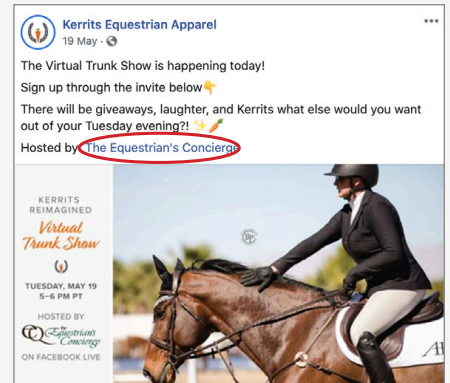 Kerrits Equestrian Apparel
19 May ·
The Virtual Trunk Show is happening today!
Sign up through the invite below👇
There will be giveaways, laughter, and Kerrits what else would you want
out of your Tuesday evening?! ✨🥕
Hosted by The Equestrian's Concierge
KERRITS
REIMAGINED
Virtual
Trunk Show
TUESDAY, MAY 19
5–6 PM PT
HOSTED BY
the
Equestrian's
Concierge
ON FACEBOOK LIVE